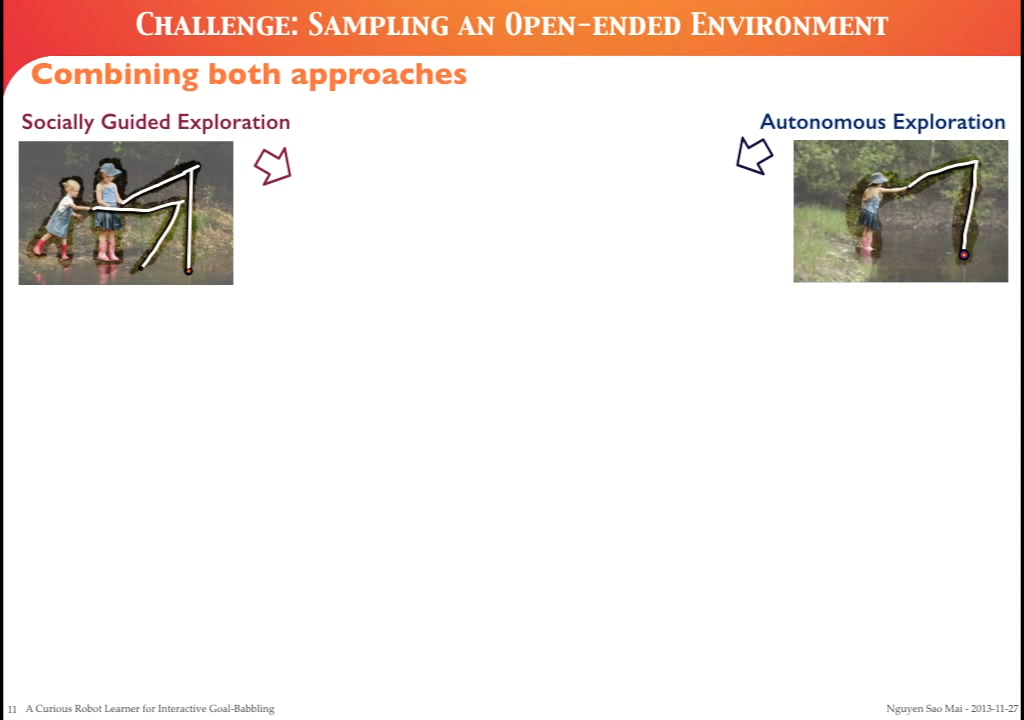 Challenge: Sampling an Open-ended Environment
Combining both approaches
Socially Guided Exploration
Autonomous Exploration
11 A Curious Robot Learner for Interactive Goal-Babbling
Nguyen Sao Mai - 2013-11-27